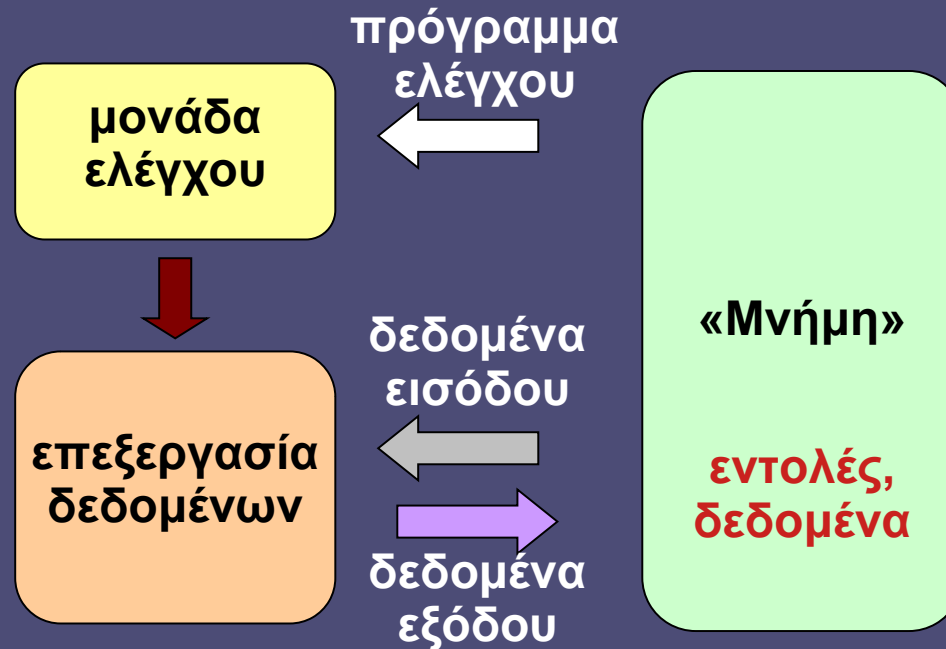 πρόγραμμα
ελέγχου
μονάδα
ελέγχου
«Μνήμη»
δεδομένα
εισόδου
επεξεργασία
δεδομένων
εντολές,
δεδομένα
δεδομένα
εξόδου